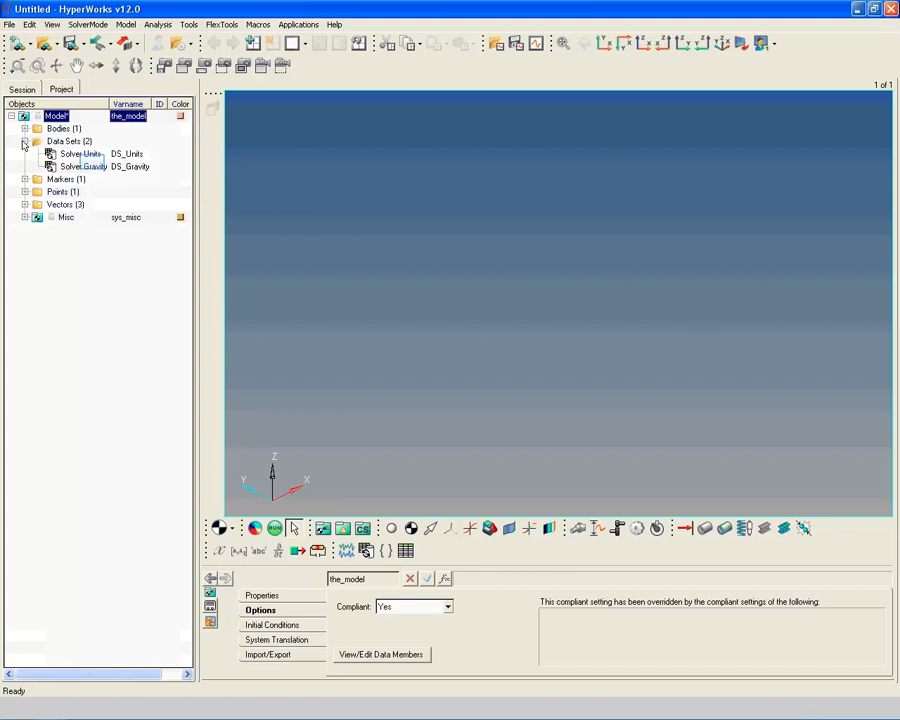 Untitled - HyperWorks v12.0
File Edit View SolverMode Model Analysis Tools FlexTools Macros Applications Help
1 of 1
Session Project
Objects Varname ID Color
Model* the_model
Bodies (1)
Data Sets (2)
Solver Units DS_Units
Solver Gravity DS_Gravity
Markers (1)
Points (1)
Vectors (3)
Misc sys_misc
Z
Y X
the_model
Properties
Options
Initial Conditions
System Translation
Import/Export
Compliant: Yes
View/Edit Data Members
This compliant setting has been overridden by the compliant settings of the following:
Ready